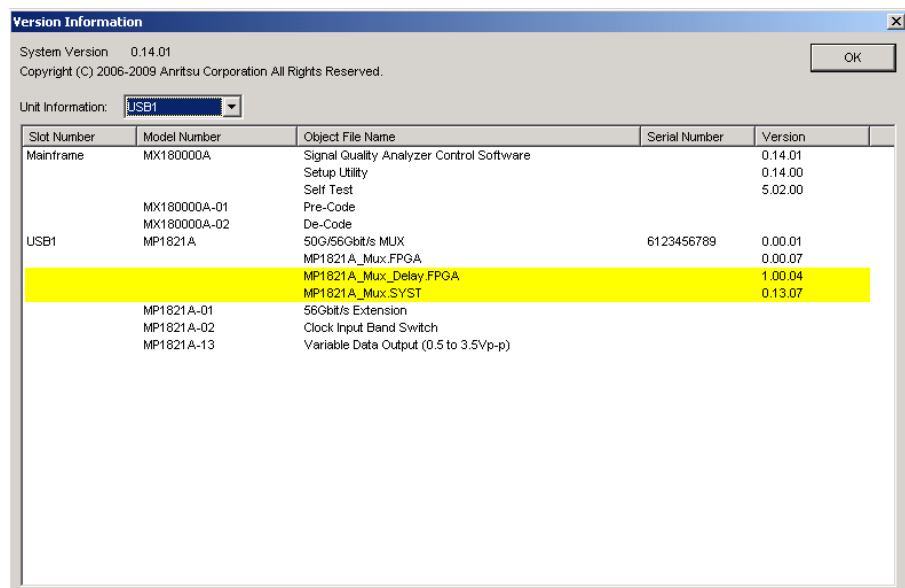 Version Information
System Version 0.14.01
OK
Copyright (C) 2006-2009 Anritsu Corporation All Rights Reserved.
Unit Information: USB1
Slot Number Model Number Object File Name Serial Number Version
Mainframe MX180000A Signal Quality Analyzer Control Software 0.14.01
Setup Utility 0.14.00
Self Test 5.02.00
MX180000A-01 Pre-Code
MX180000A-02 De-Code
USB1 MP1821A 50G/56Gbit/s MUX 6123456789 0.00.01
MP1821A_Mux.FPGA 0.00.07
MP1821A_Mux_Delay.FPGA 1.00.04
MP1821A_Mux.SYST 0.13.07
MP1821A-01 56Gbit/s Extension
MP1821A-02 Clock Input Band Switch
MP1821A-13 Variable Data Output (0.5 to 3.5Vp-p)